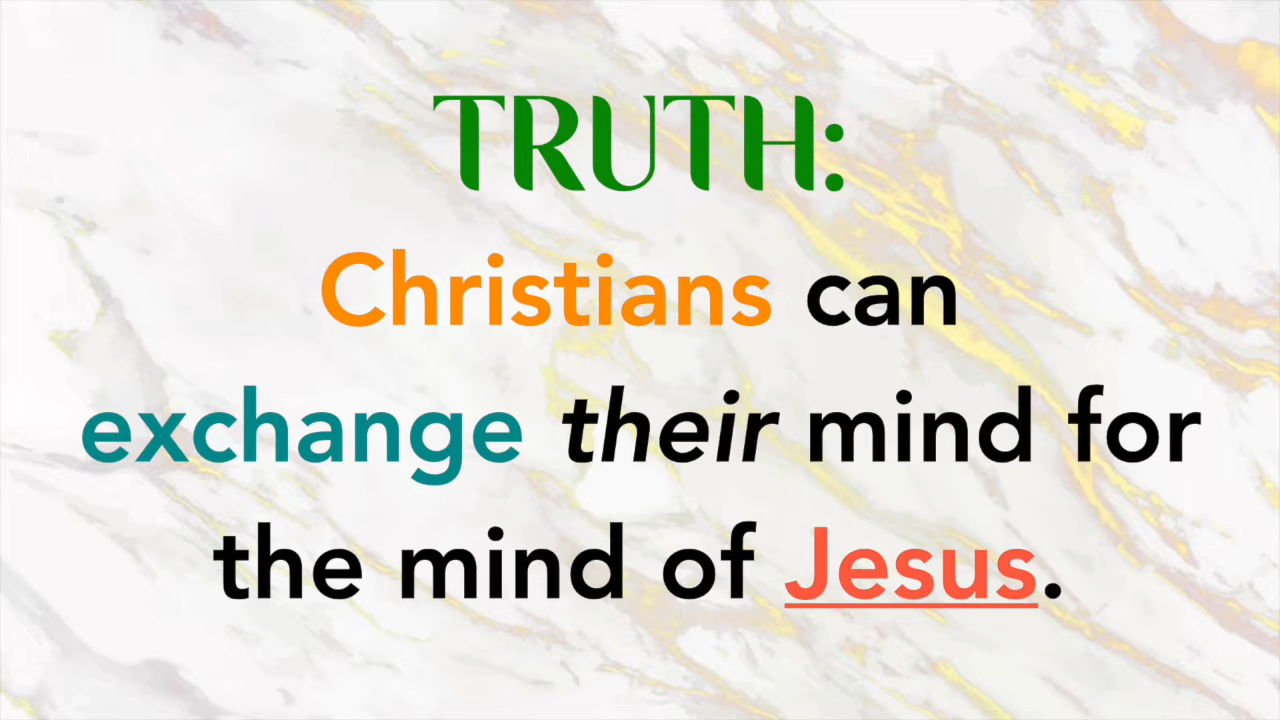 TRUTH:
Christians can
exchange their mind for
the mind of Jesus.